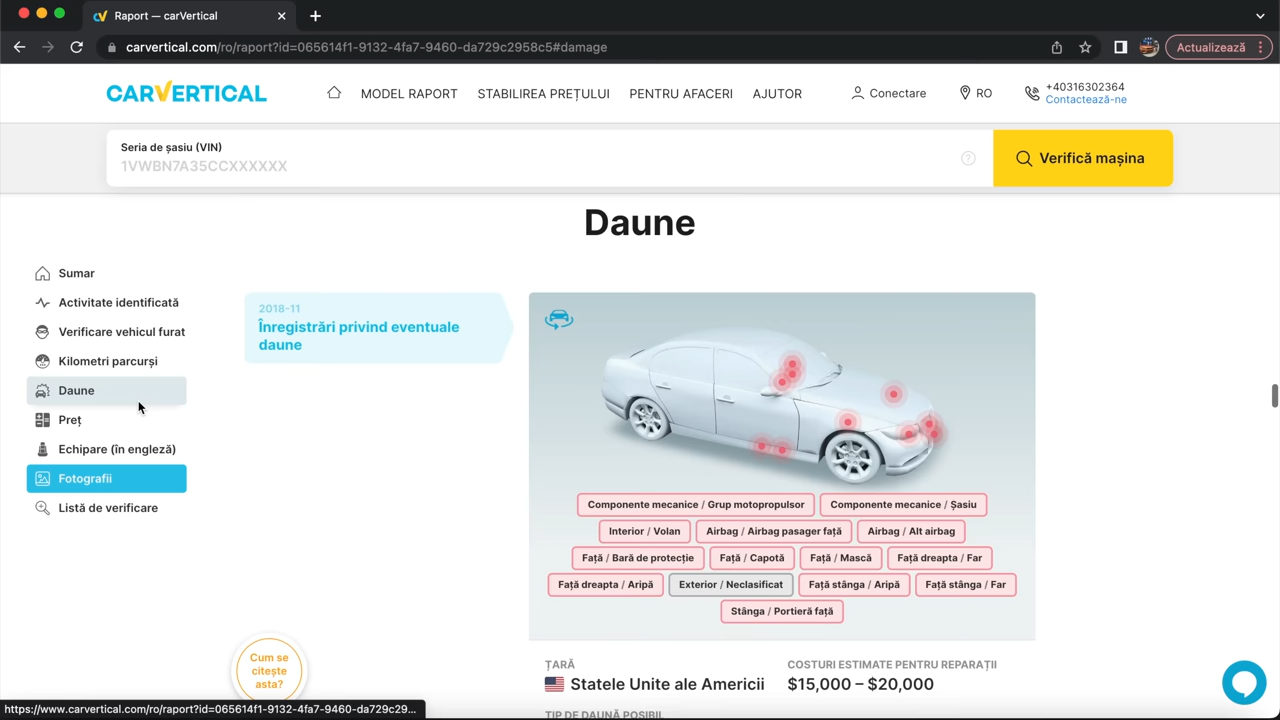 Raport — carVertical
carvertical.com/ro/raport?id=065614f1-9132-4fa7-9460-da729c2958c5#damage
Actualizează
CARVERTICAL
MODEL RAPORT
STABILIREA PREȚULUI
PENTRU AFACERI
AJUTOR
Conectare
RO
+40316302364
Contactează-ne
Seria de șasiu (VIN)
1VWBN7A35CCXXXXXX
?
Verifică mașina
Daune
Sumar
Activitate identificată
Verificare vehicul furat
Kilometri parcurși
Daune
Preț
Echipare (în engleză)
Fotografii
Listă de verificare
2018-11
Înregistrări privind eventuale
daune
Componente mecanice / Grup motopropulsor
Componente mecanice / Șasiu
Interior / Volan
Airbag / Airbag pasager față
Airbag / Alt airbag
Față / Bară de protecție
Față / Capotă
Față / Mască
Față dreapta / Far
Față dreapta / Aripă
Exterior / Neclasificat
Față stânga / Aripă
Față stânga / Far
Stânga / Portieră față
ȚARĂ
Statele Unite ale Americii
COSTURI ESTIMATE PENTRU REPARAȚII
$15,000 – $20,000
TIP DE DAUNĂ POSIBIL
Cum se
citește
asta?
https://www.carvertical.com/ro/raport?id=065614f1-9132-4fa7-9460-da729c29...